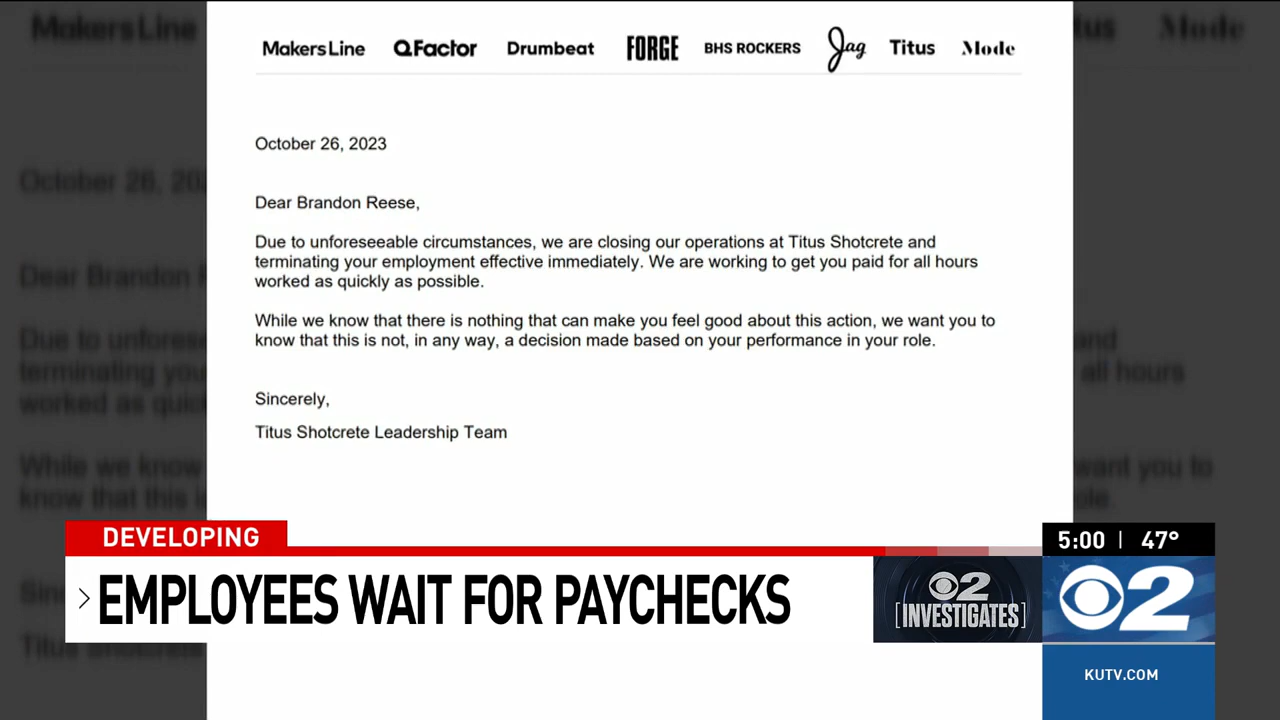 MakersLine QFactor Drumbeat FORGE BHS ROCKERS Jag Titus Mode
October 26, 2023
Dear Brandon Reese,
Due to unforeseeable circumstances, we are closing our operations at Titus Shotcrete and
terminating your employment effective immediately. We are working to get you paid for all hours
worked as quickly as possible.
While we know that there is nothing that can make you feel good about this action, we want you to
know that this is not, in any way, a decision made based on your performance in your role.
Sincerely,
Titus Shotcrete Leadership Team
DEVELOPING
EMPLOYEES WAIT FOR PAYCHECKS
2
[INVESTIGATES]
5:00 | 47°
2
KUTV.COM